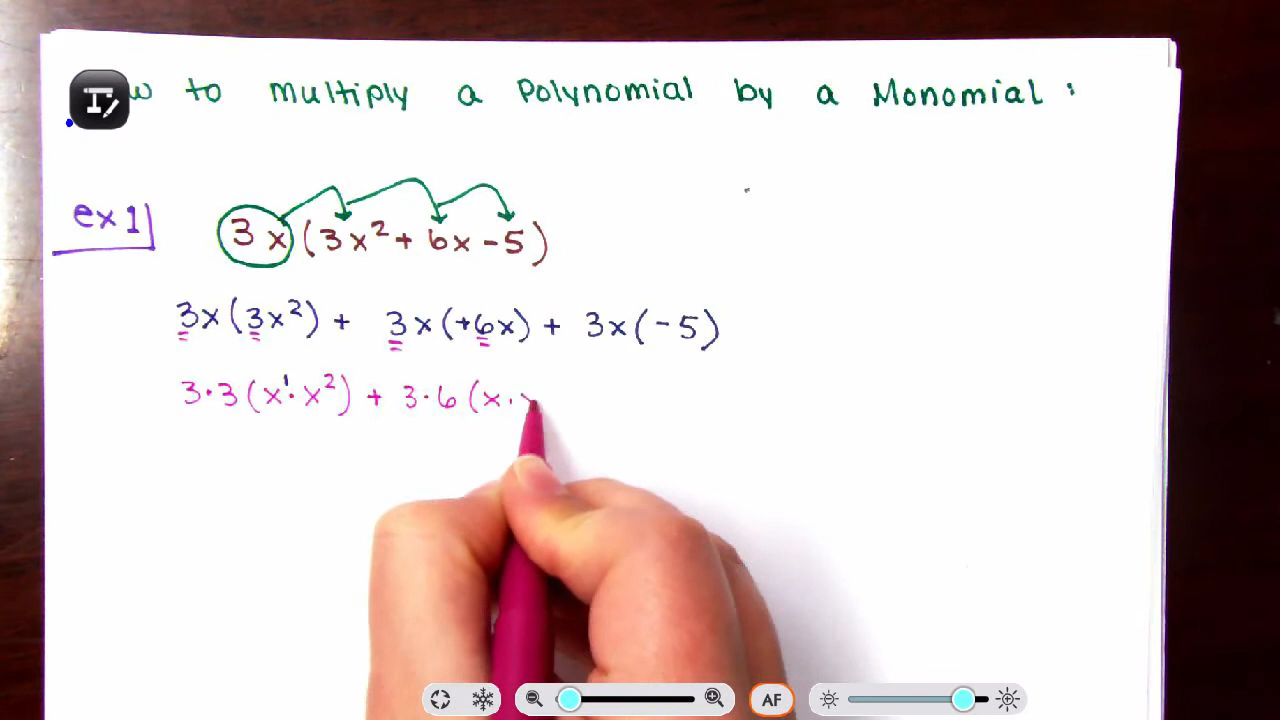 w to multiply a Polynomial by a Monomial :
ex 1
3x(3x² + 6x - 5)
3x(3x²) + 3x(+6x) + 3x(-5)
3·3(x¹·x²) + 3·6(x·x
AF